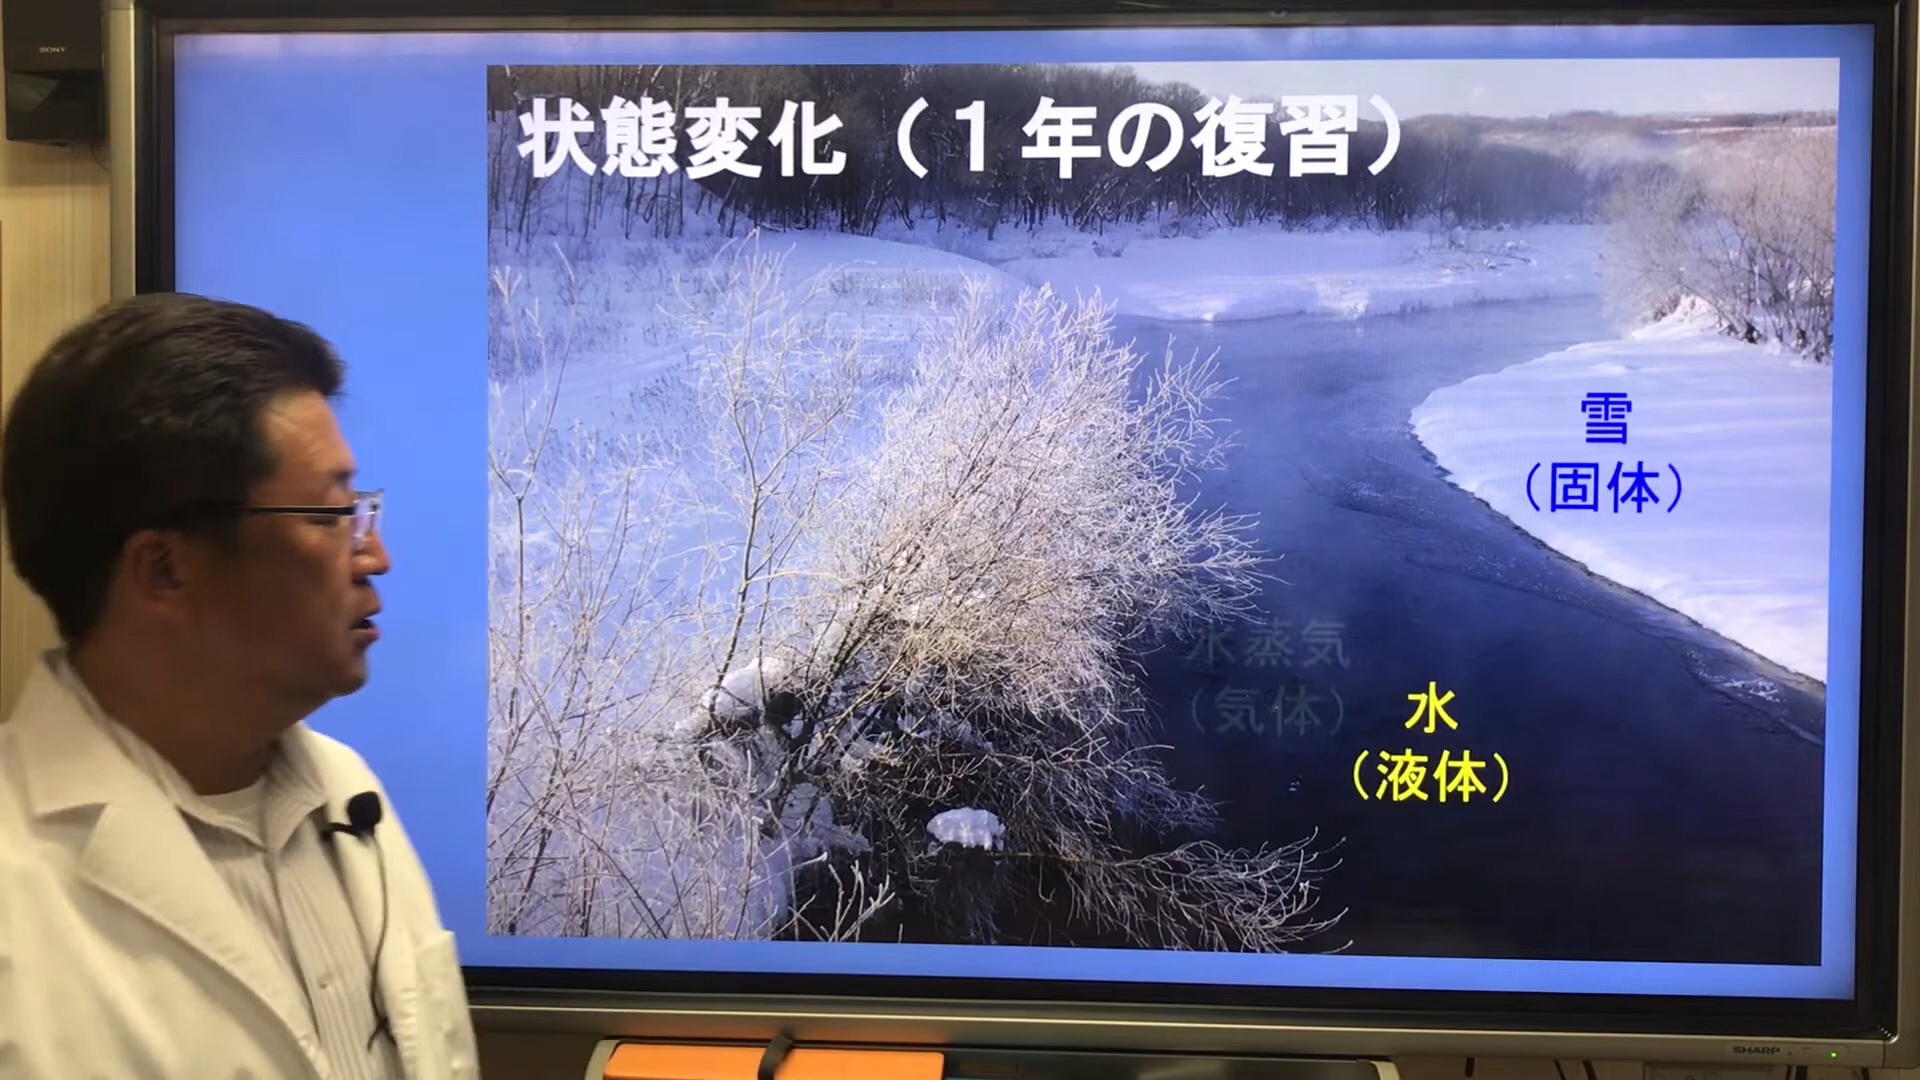 SONY
状態変化（１年の復習）
雪
（固体）
水蒸気
（気体）
水
（液体）
SHARP